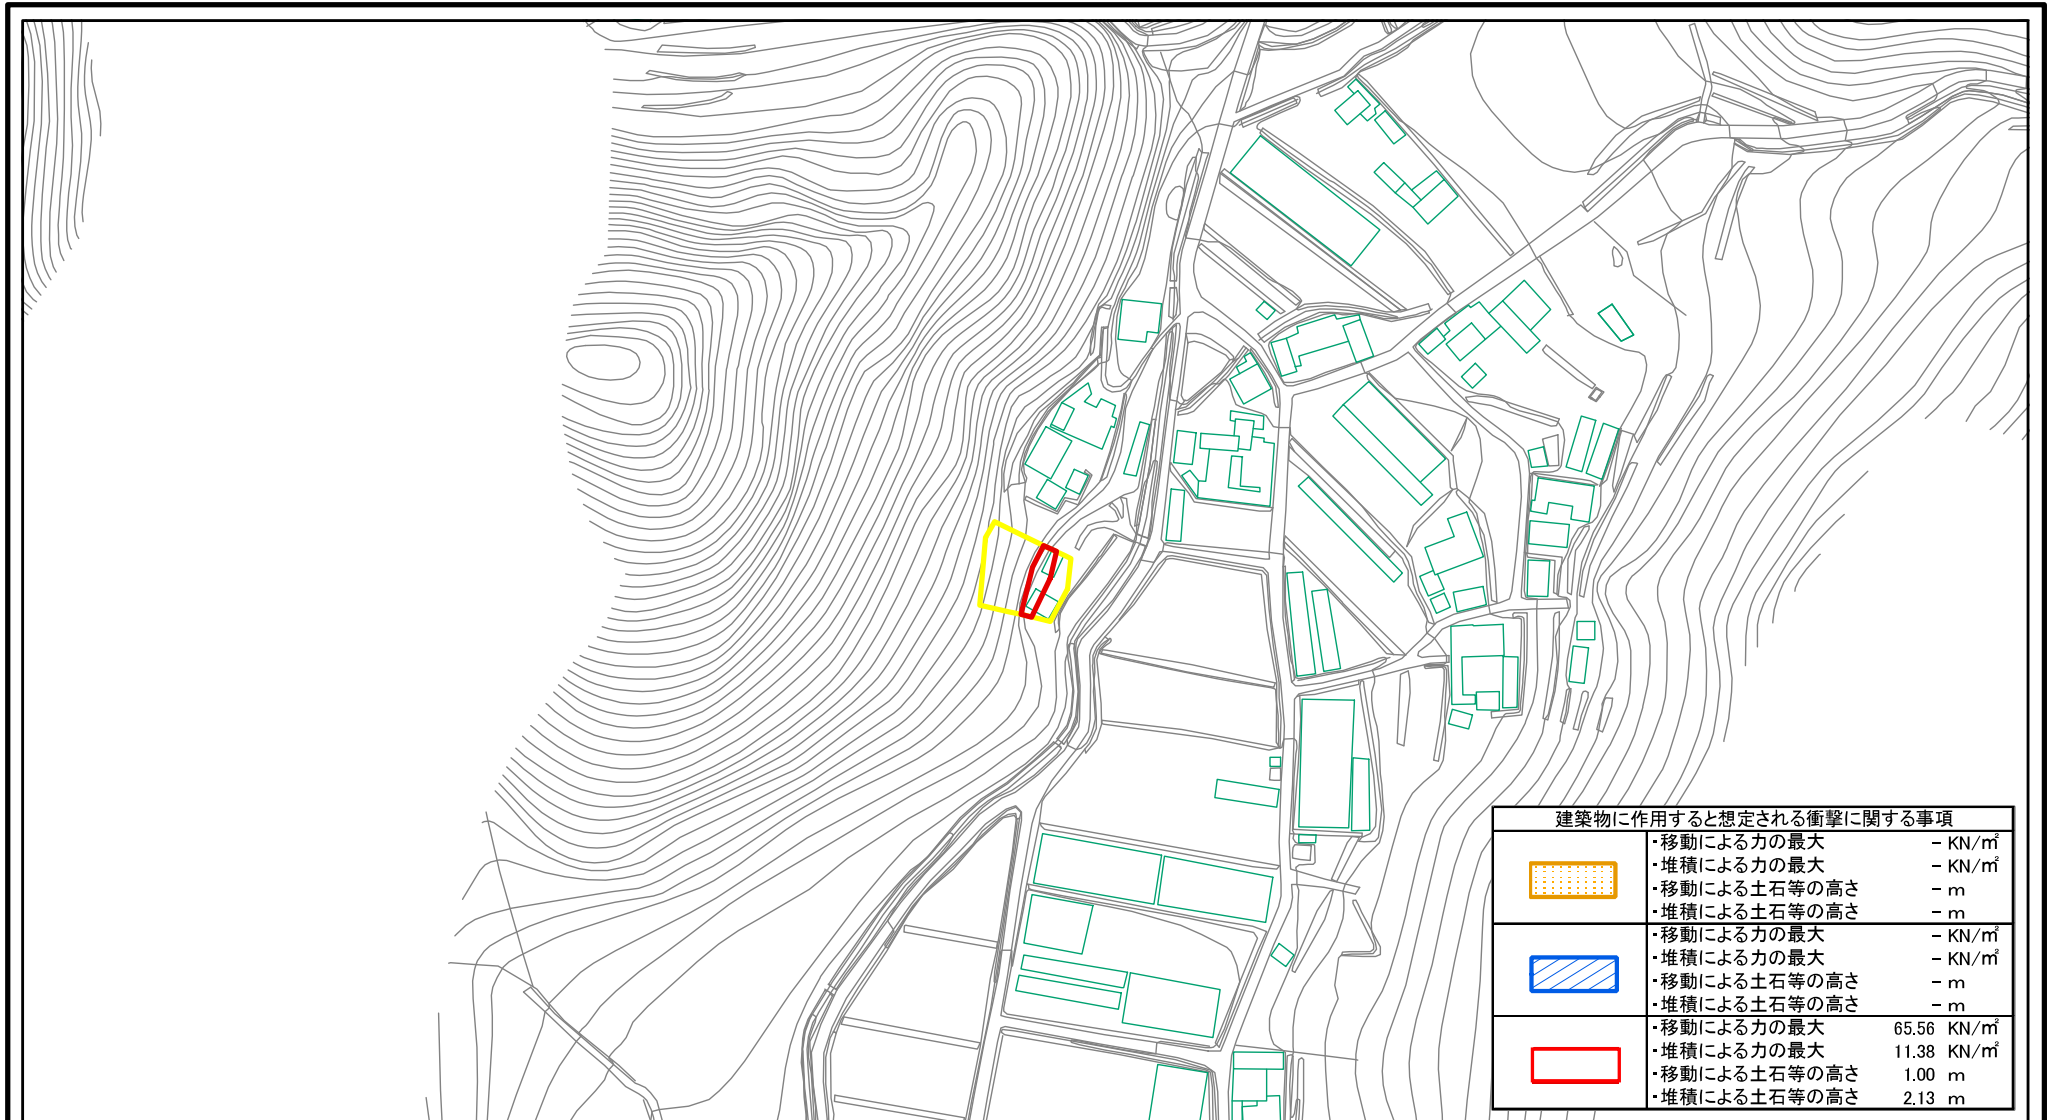 建築物に作用すると想定される衝撃に関する事項
・移動による力の最大 － KN/㎡
・堆積による力の最大 － KN/㎡
・移動による土石等の高さ － m
・堆積による土石等の高さ － m
・移動による力の最大 － KN/㎡
・堆積による力の最大 － KN/㎡
・移動による土石等の高さ － m
・堆積による土石等の高さ － m
・移動による力の最大 65.56 KN/㎡
・堆積による力の最大 11.38 KN/㎡
・移動による土石等の高さ 1.00 m
・堆積による土石等の高さ 2.13 m